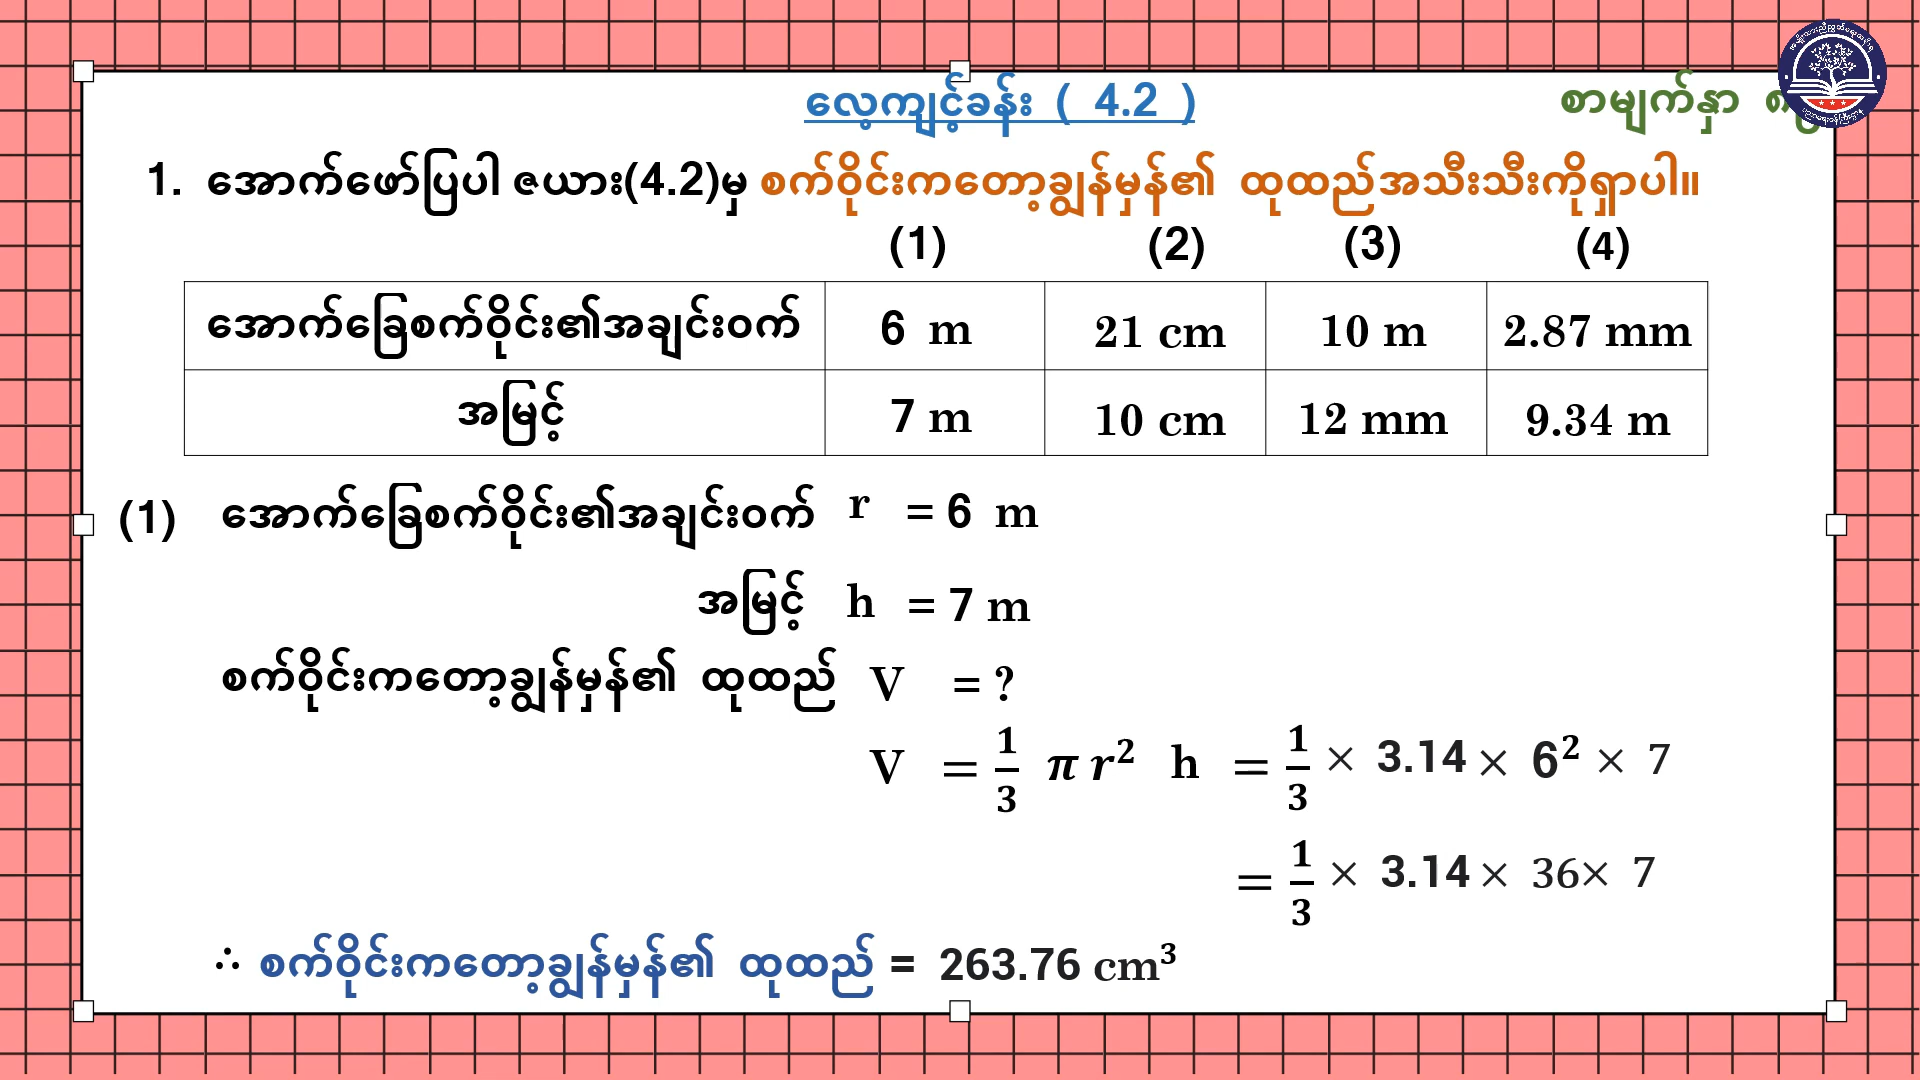 လေ့ကျင့်ခန်း ( 4.2 )
စာမျက်နှာ
1. အောက်ဖော်ပြပါ ဇယား(4.2)မှ စက်ဝိုင်းကတော့ချွန်မှန်၏ ထုထည်အသီးသီးကိုရှာပါ။
(1) (2) (3) (4)
အောက်ခြေစက်ဝိုင်း၏အချင်းဝက် 6 m 21 cm 10 m 2.87 mm
အမြင့် 7 m 10 cm 12 mm 9.34 m
(1) အောက်ခြေစက်ဝိုင်း၏အချင်းဝက် r = 6 m
အမြင့် h = 7 m
စက်ဝိုင်းကတော့ချွန်မှန်၏ ထုထည် V = ?
V = 1/3 π r² h = 1/3 × 3.14 × 6² × 7
= 1/3 × 3.14 × 36× 7
∴ စက်ဝိုင်းကတော့ချွန်မှန်၏ ထုထည် = 263.76 cm³